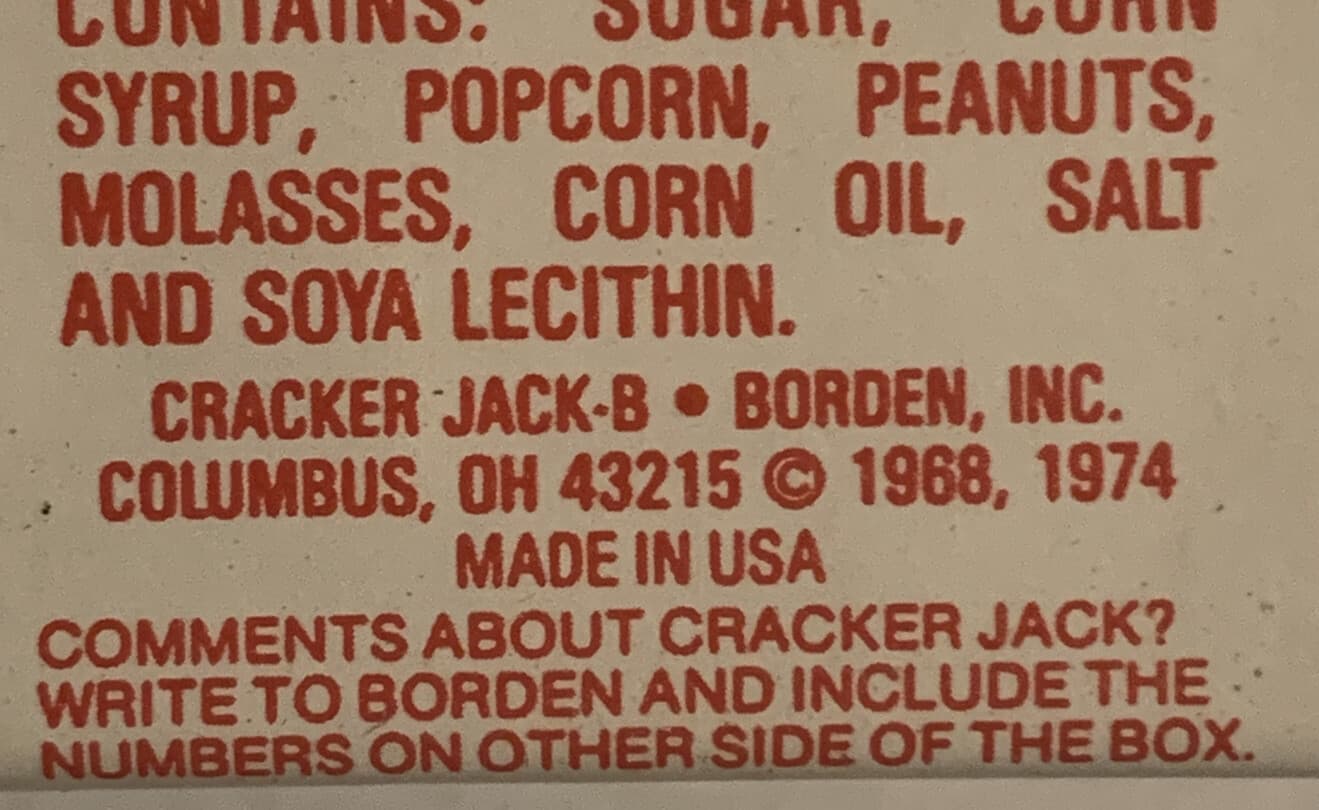 CONTAINS: SUGAR, CORN
SYRUP, POPCORN, PEANUTS,
MOLASSES, CORN OIL, SALT
AND SOYA LECITHIN.
CRACKER JACK-B • BORDEN, INC.
COLUMBUS, OH 43215 © 1968, 1974
MADE IN USA
COMMENTS ABOUT CRACKER JACK?
WRITE TO BORDEN AND INCLUDE THE
NUMBERS ON OTHER SIDE OF THE BOX.